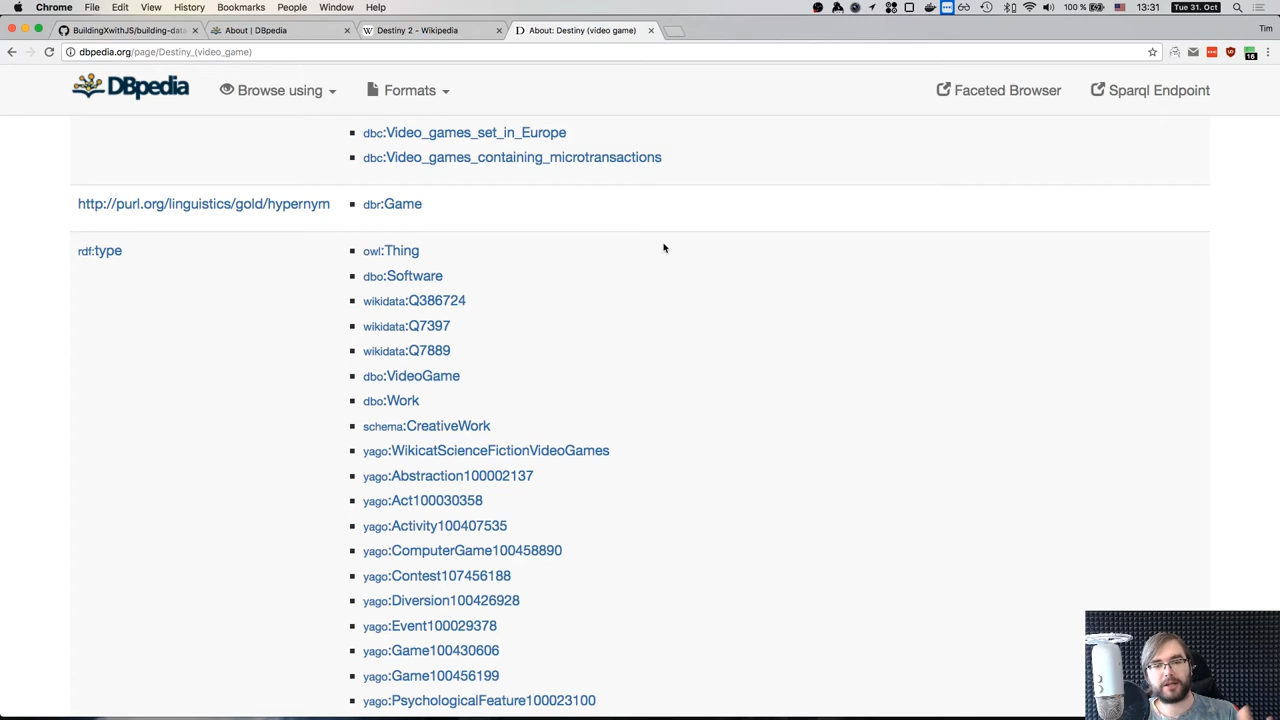 Chrome File Edit View History Bookmarks People Window Help 100 % 13:31 Tue 31. Oct
BuildingXwithJS/building-data About | DBpedia Destiny 2 - Wikipedia About: Destiny (video game) Tim
dbpedia.org/page/Destiny_(video_game) 16
DBpedia Browse using Formats Faceted Browser Sparql Endpoint
dbc:Video_games_set_in_Europe
dbc:Video_games_containing_microtransactions
http://purl.org/linguistics/gold/hypernym dbr:Game
rdf:type owl:Thing
dbo:Software
wikidata:Q386724
wikidata:Q7397
wikidata:Q7889
dbo:VideoGame
dbo:Work
schema:CreativeWork
yago:WikicatScienceFictionVideoGames
yago:Abstraction100002137
yago:Act100030358
yago:Activity100407535
yago:ComputerGame100458890
yago:Contest107456188
yago:Diversion100426928
yago:Event100029378
yago:Game100430606
yago:Game100456199
yago:PsychologicalFeature100023100